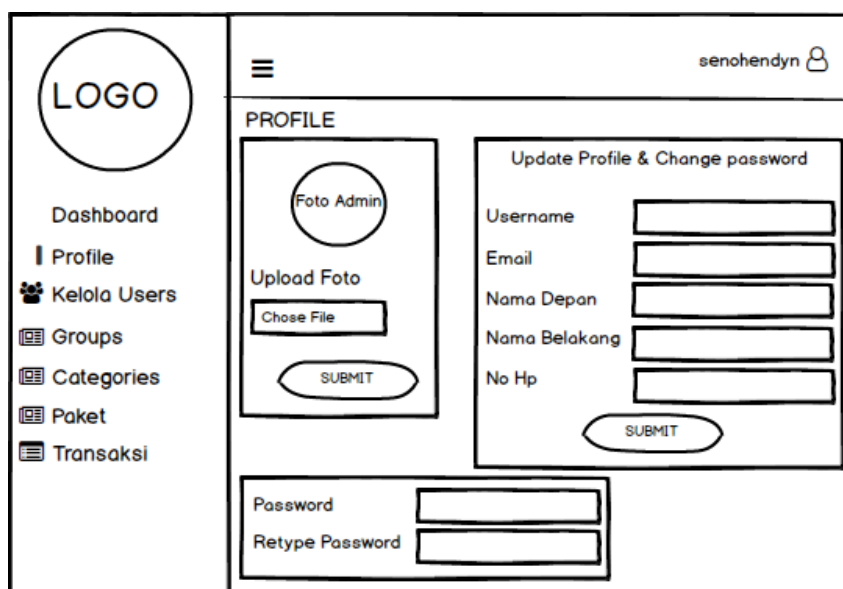 LOGO
senohendyn
Dashboard
Profile
Kelola Users
Groups
Categories
Paket
Transaksi
PROFILE
Foto Admin
Upload Foto
Chose File
SUBMIT
Update Profile & Change password
Username
Email
Nama Depan
Nama Belakang
No Hp
SUBMIT
Password
Retype Password